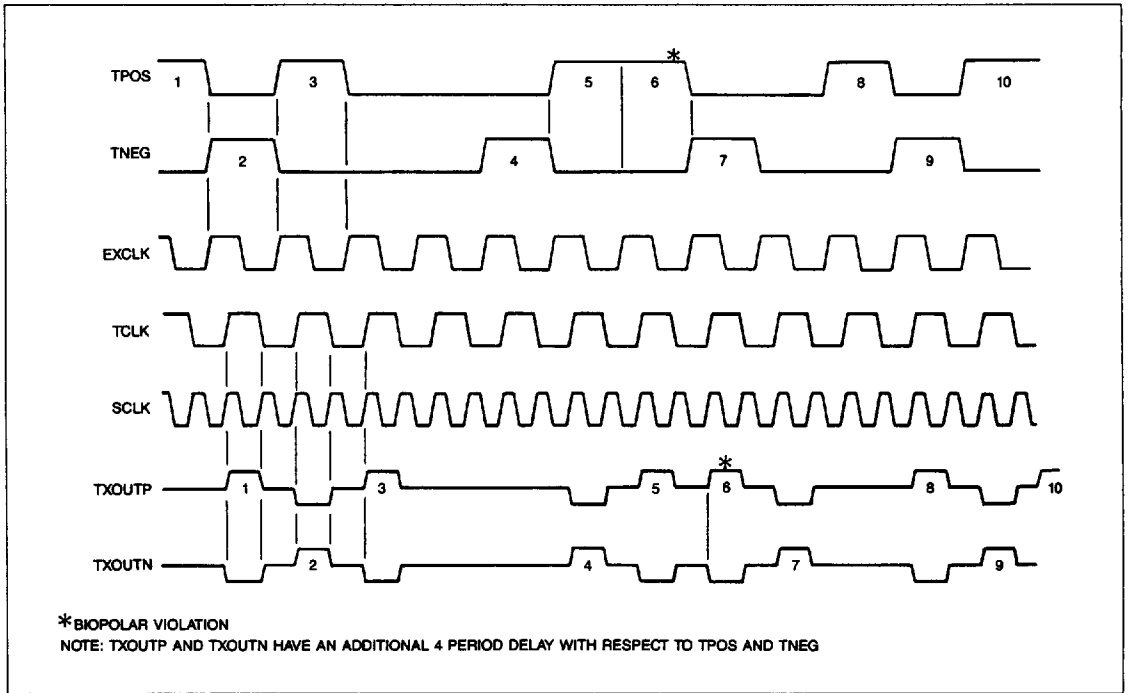 *
TPOS 1 3 5 6 8 10
TNEG 2 4 7 9
EXCLK
TCLK
SCLK
*
TXOUTP 1 3 5 6 8 10
TXOUTN 2 4 7 9
* BIOPOLAR VIOLATION
NOTE: TXOUTP AND TXOUTN HAVE AN ADDITIONAL 4 PERIOD DELAY WITH RESPECT TO TPOS AND TNEG